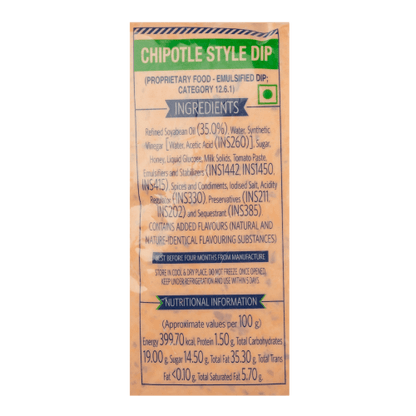 CHIPOTLE STYLE DIP
(PROPRIETARY FOOD - EMULSIFIED DIP;
CATEGORY 12.6.1)
INGREDIENTS
Refined Soyabean Oil (35.0%), Water, Synthetic
Vinegar [Water, Acetic Acid (INS260)], Sugar,
Honey, Liquid Glucose, Milk Solids, Tomato Paste,
Emulsifiers and Stabilizers (INS1442, INS1450,
INS415), Spices and Condiments, Iodised Salt, Acidity
Regulator (INS330), Preservatives (INS211,
INS202) and Sequestrant (INS385).
CONTAINS ADDED FLAVOURS (NATURAL AND
NATURE-IDENTICAL FLAVOURING SUBSTANCES)
BEST BEFORE FOUR MONTHS FROM MANUFACTURE
STORE IN COOL & DRY PLACE. DO NOT FREEZE. ONCE OPENED,
KEEP UNDER REFRIGERATION AND USE WITHIN 5 DAYS.
NUTRITIONAL INFORMATION
(Approximate values per 100 g)
Energy 399.70 kcal, Protein 1.50 g, Total Carbohydrates
19.00 g, Sugar 14.50 g, Total Fat 35.30 g, Total Trans
Fat <0.10 g, Total Saturated Fat 5.70 g.